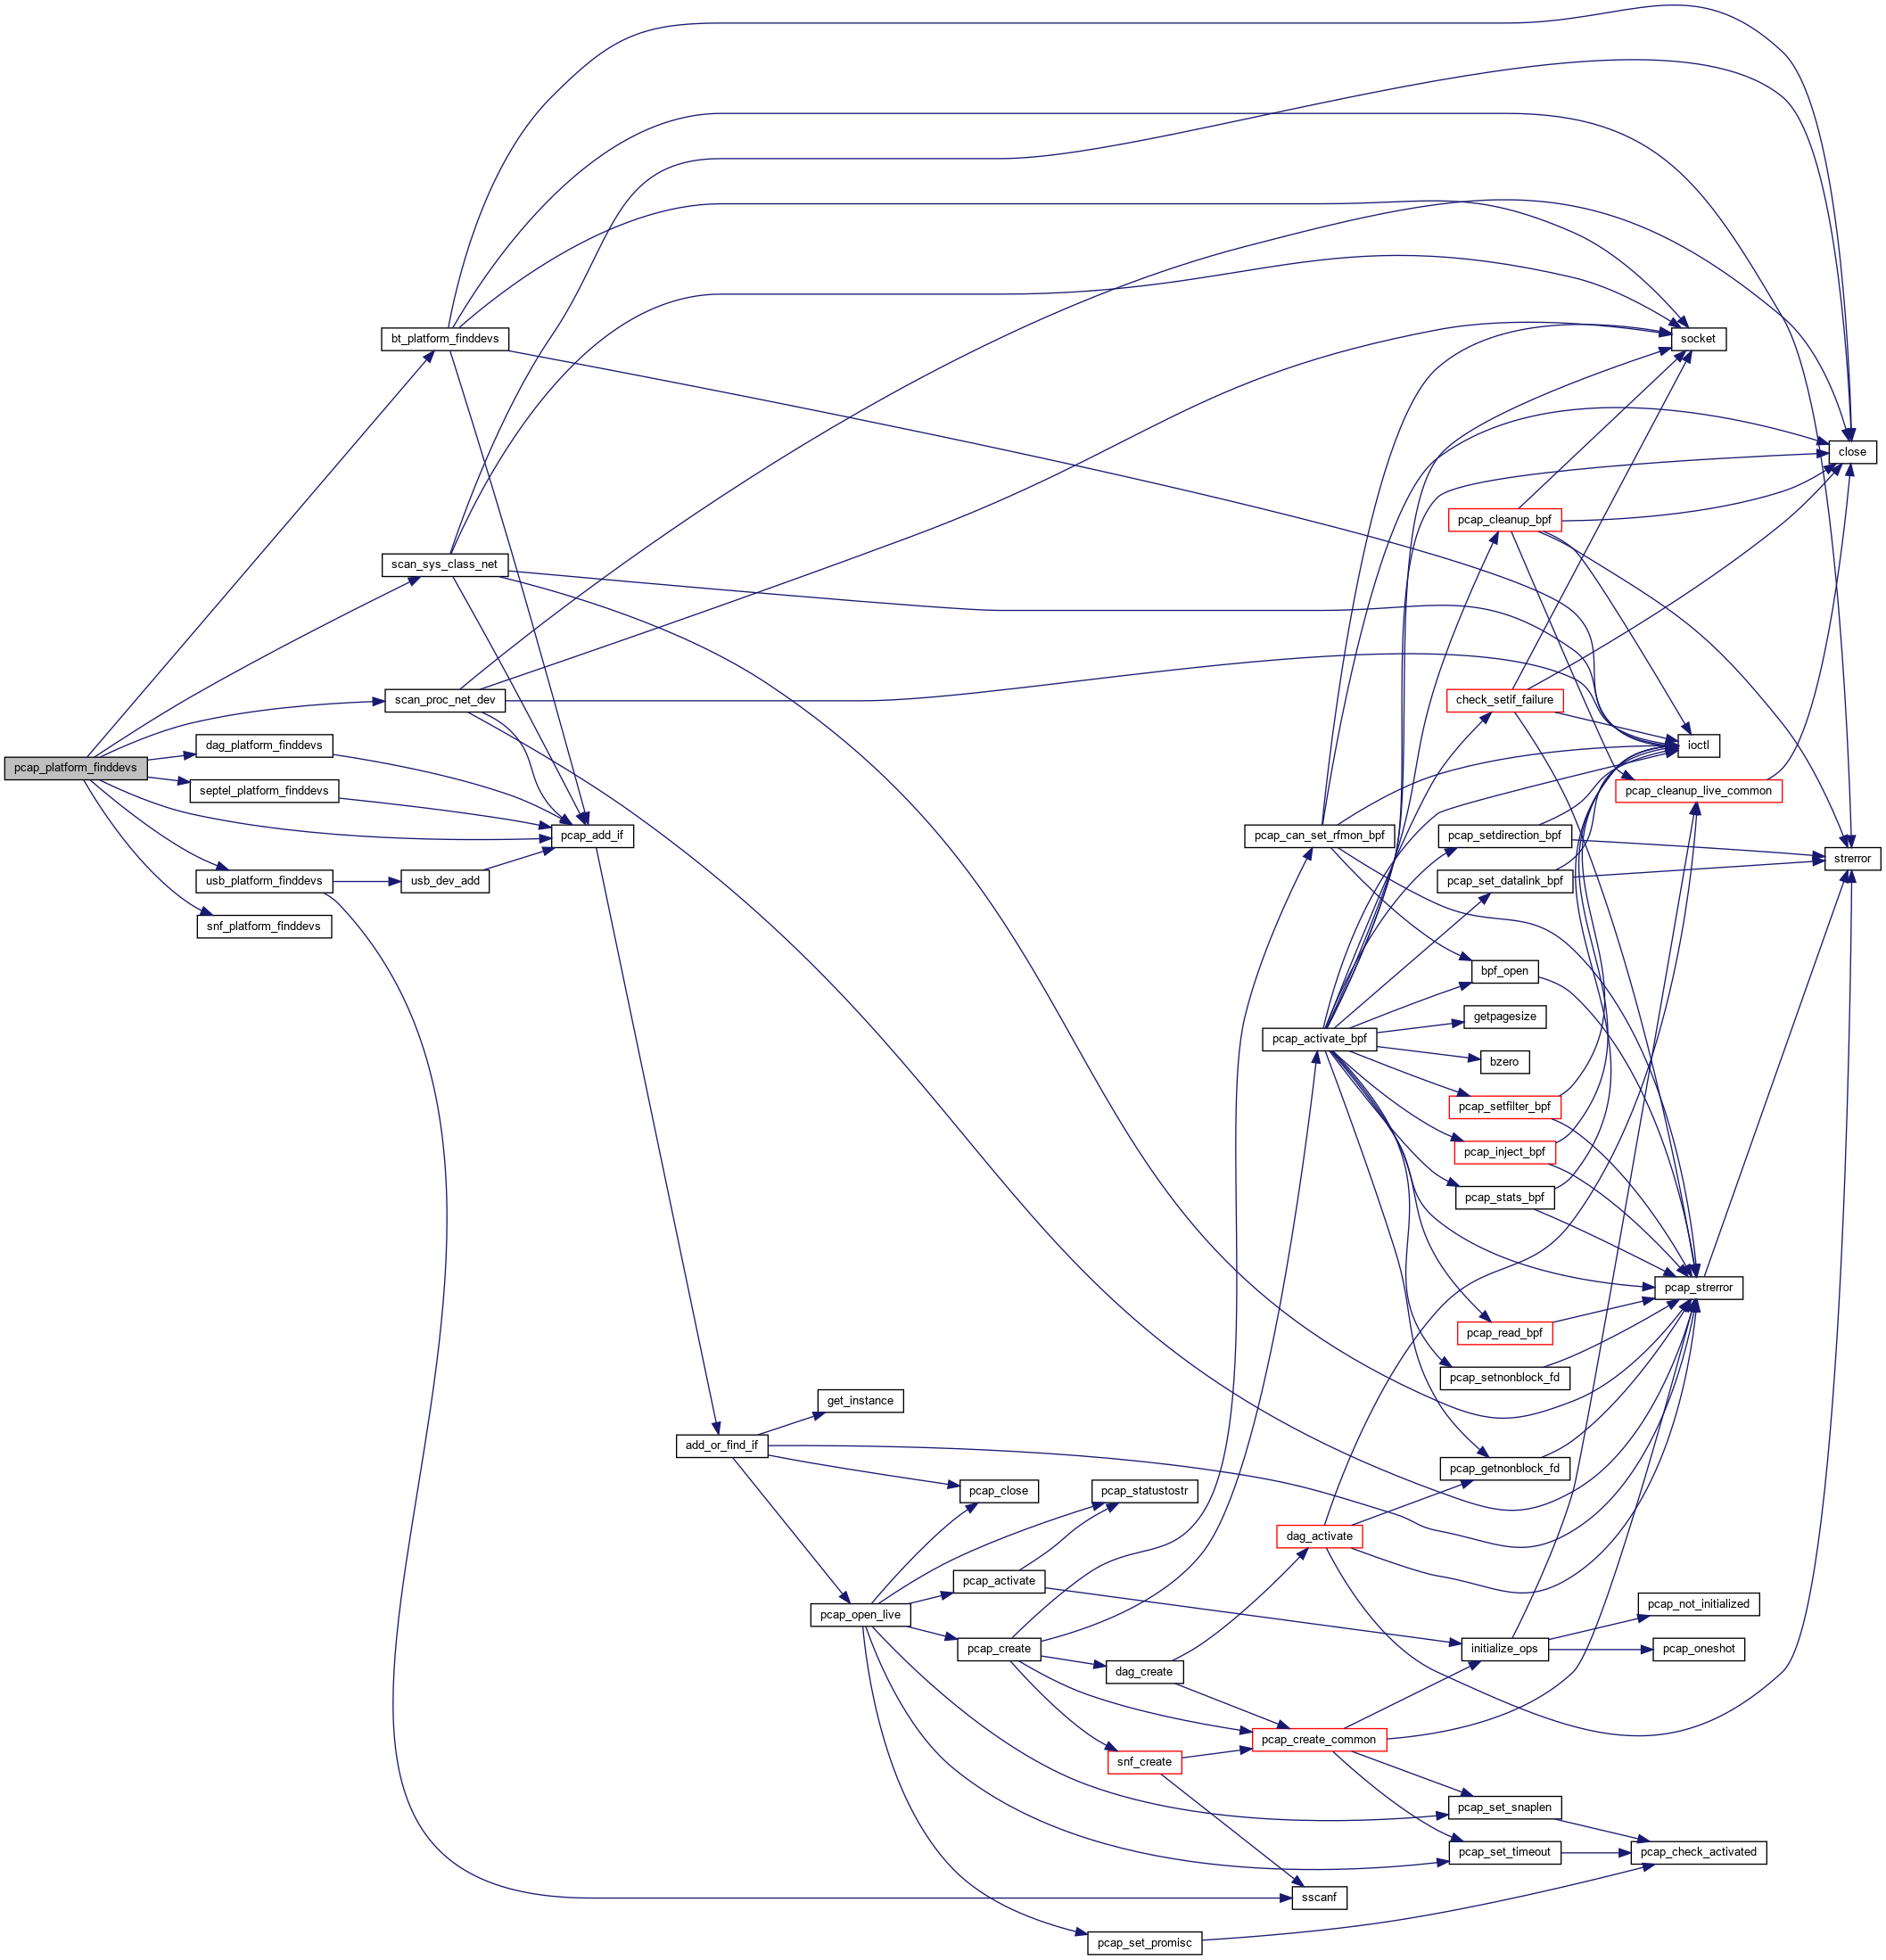 pcap_platform_finddevs
bt_platform_finddevs
scan_sys_class_net
scan_proc_net_dev
dag_platform_finddevs
septel_platform_finddevs
usb_platform_finddevs
snf_platform_finddevs
usb_dev_add
pcap_add_if
add_or_find_if
get_instance
pcap_close
pcap_open_live
pcap_statustostr
pcap_activate
pcap_create
dag_create
snf_create
pcap_set_promisc
pcap_can_set_rfmon_bpf
pcap_activate_bpf
dag_activate
pcap_create_common
sscanf
pcap_cleanup_bpf
check_setif_failure
pcap_setdirection_bpf
pcap_set_datalink_bpf
bpf_open
getpagesize
bzero
pcap_setfilter_bpf
pcap_inject_bpf
pcap_stats_bpf
pcap_read_bpf
pcap_setnonblock_fd
pcap_getnonblock_fd
initialize_ops
pcap_set_snaplen
pcap_set_timeout
socket
ioctl
pcap_cleanup_live_common
pcap_strerror
pcap_not_initialized
pcap_oneshot
pcap_check_activated
close
strerror